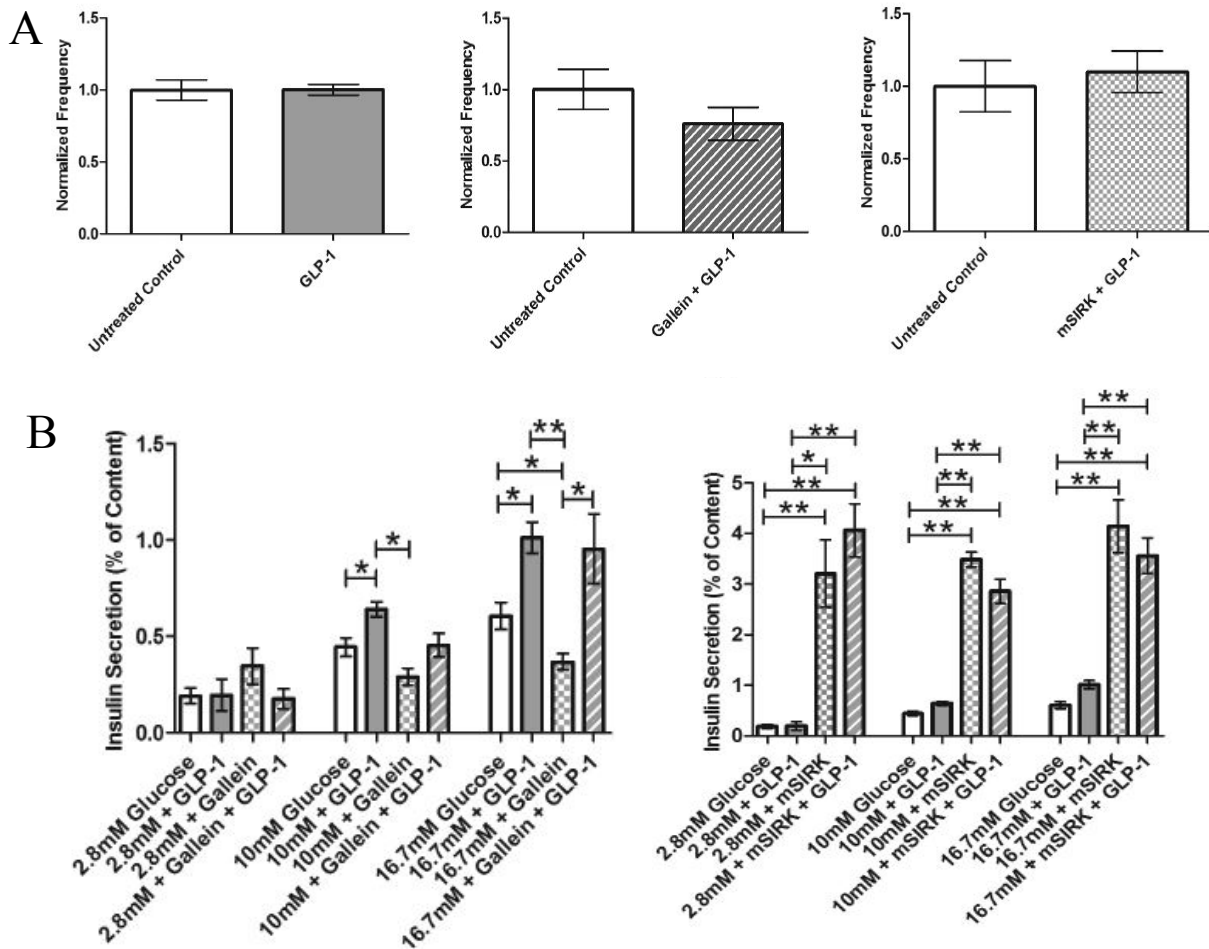 A
Normalized Frequency
1.5
1.0
0.5
0.0
Untreated Control
GLP-1
Normalized Frequency
1.5
1.0
0.5
0.0
Untreated Control
Gallein + GLP-1
Normalized Frequency
1.5
1.0
0.5
0.0
Untreated Control
mSIRK + GLP-1
B
Insulin Secretion (% of Content)
1.5
1.0
0.5
0.0
*
*
*
*
**
*
2.8mM Glucose
2.8mM + GLP-1
2.8mM + Gallein
2.8mM + Gallein + GLP-1
10mM Glucose
10mM + GLP-1
10mM + Gallein
10mM + Gallein + GLP-1
16.7mM Glucose
16.7mM + GLP-1
16.7mM + Gallein
16.7mM + Gallein + GLP-1
Insulin Secretion (% of Content)
5
4
3
2
1
0
**
*
**
**
**
**
**
**
**
**
**
**
2.8mM Glucose
2.8mM + GLP-1
2.8mM + mSIRK
2.8mM + mSIRK + GLP-1
10mM Glucose
10mM + GLP-1
10mM + mSIRK
10mM + mSIRK + GLP-1
16.7mM Glucose
16.7mM + GLP-1
16.7mM + mSIRK
16.7mM + mSIRK + GLP-1